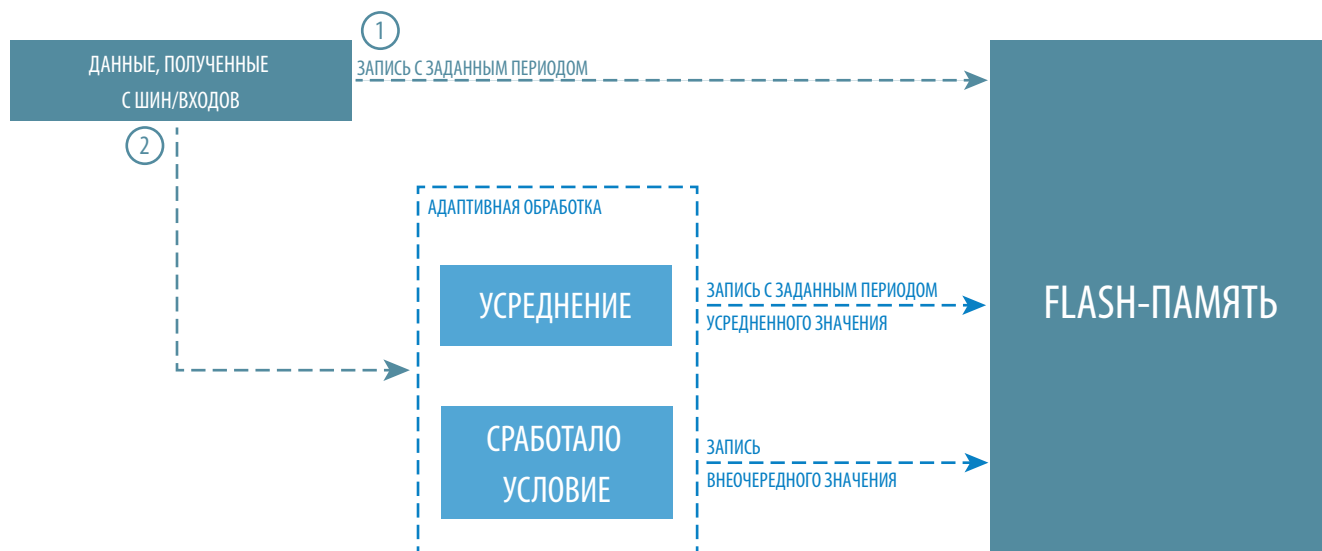 1
ДАННЫЕ, ПОЛУЧЕННЫЕ
С ШИН/ВХОДОВ
ЗАПИСЬ С ЗАДАННЫМ ПЕРИОДОМ
2
АДАПТИВНАЯ ОБРАБОТКА
УСРЕДНЕНИЕ
ЗАПИСЬ С ЗАДАННЫМ ПЕРИОДОМ
УСРЕДНЕННОГО ЗНАЧЕНИЯ
FLASH-ПАМЯТЬ
СРАБОТАЛО
УСЛОВИЕ
ЗАПИСЬ
ВНЕОЧЕРЕДНОГО ЗНАЧЕНИЯ